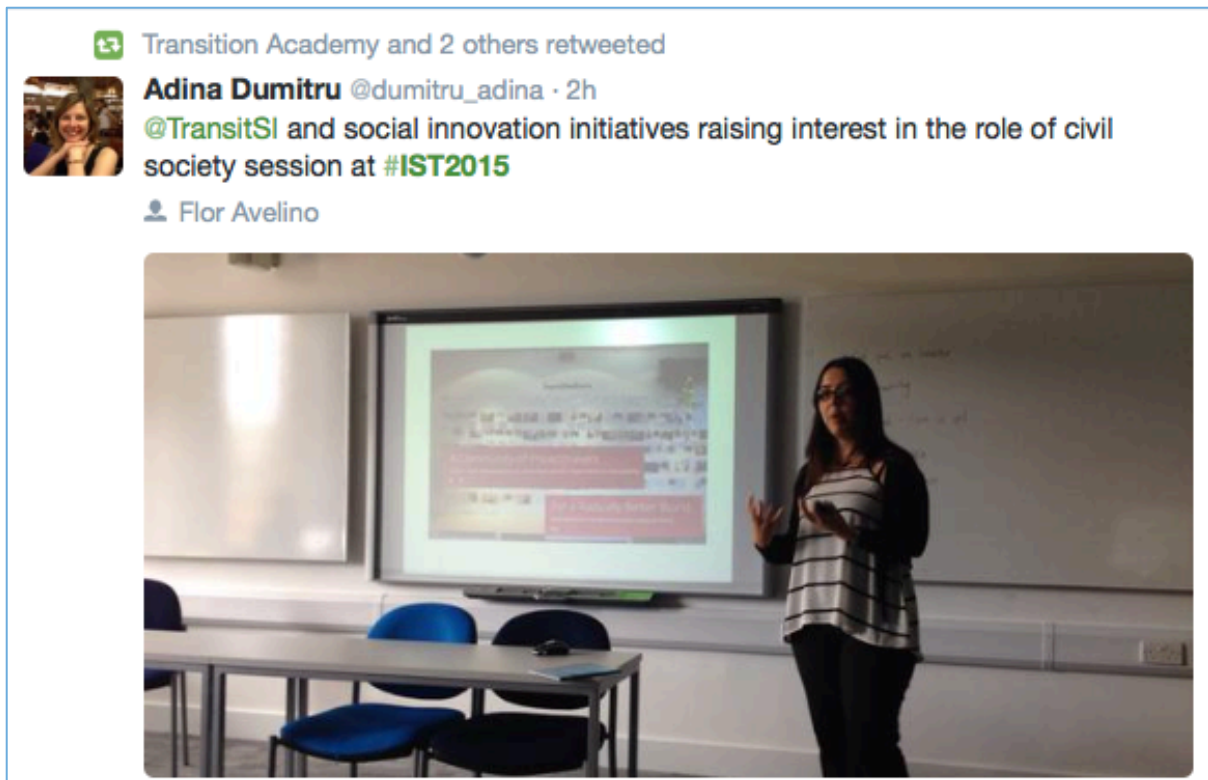 Transition Academy and 2 others retweeted
Adina Dumitru @dumitru_adina · 2h
@TransitSI and social innovation initiatives raising interest in the role of civil
society session at #IST2015
Flor Avelino